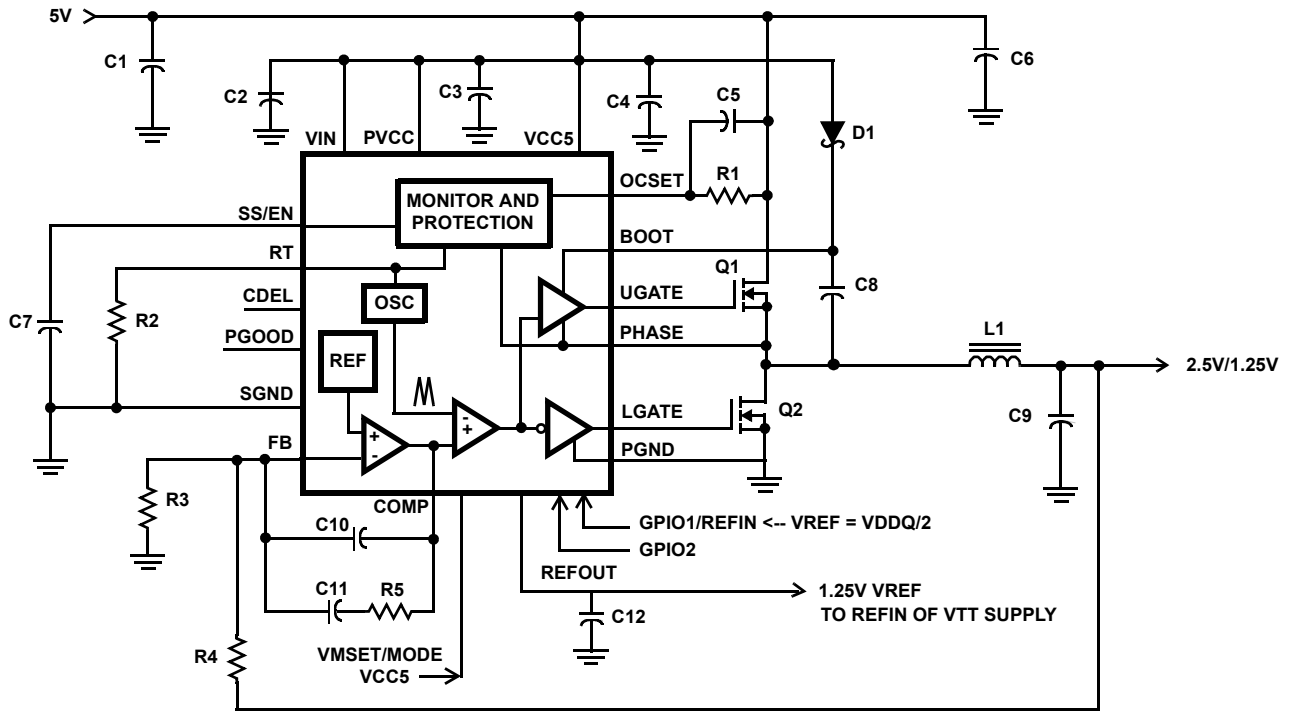 5V
C1
C2
C3
C4
C5
C6
D1
VIN
PVCC
VCC5
OCSET
R1
MONITOR AND
PROTECTION
SS/EN
RT
BOOT
Q1
C8
CDEL
OSC
UGATE
C7
R2
PGOOD
PHASE
L1
REF
2.5V/1.25V
SGND
LGATE
Q2
C9
FB
+
-
-
+
PGND
R3
COMP
GPIO1/REFIN <-- VREF = VDDQ/2
C10
GPIO2
REFOUT
C11
R5
1.25V VREF
TO REFIN OF VTT SUPPLY
C12
R4
VMSET/MODE
VCC5